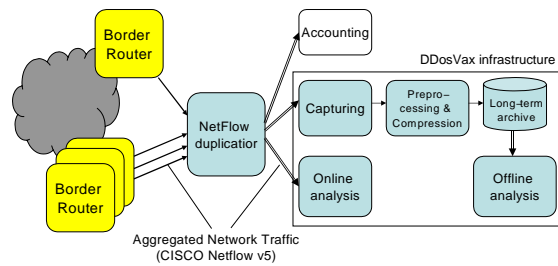 Border
Router
Accounting
DDosVax infrastructure
NetFlow
duplicatior
Capturing
Prepro–
cessing &
Compression
Long-term
archive
Border
Router
Online
analysis
Offline
analysis
Aggregated Network Traffic
(CISCO Netflow v5)